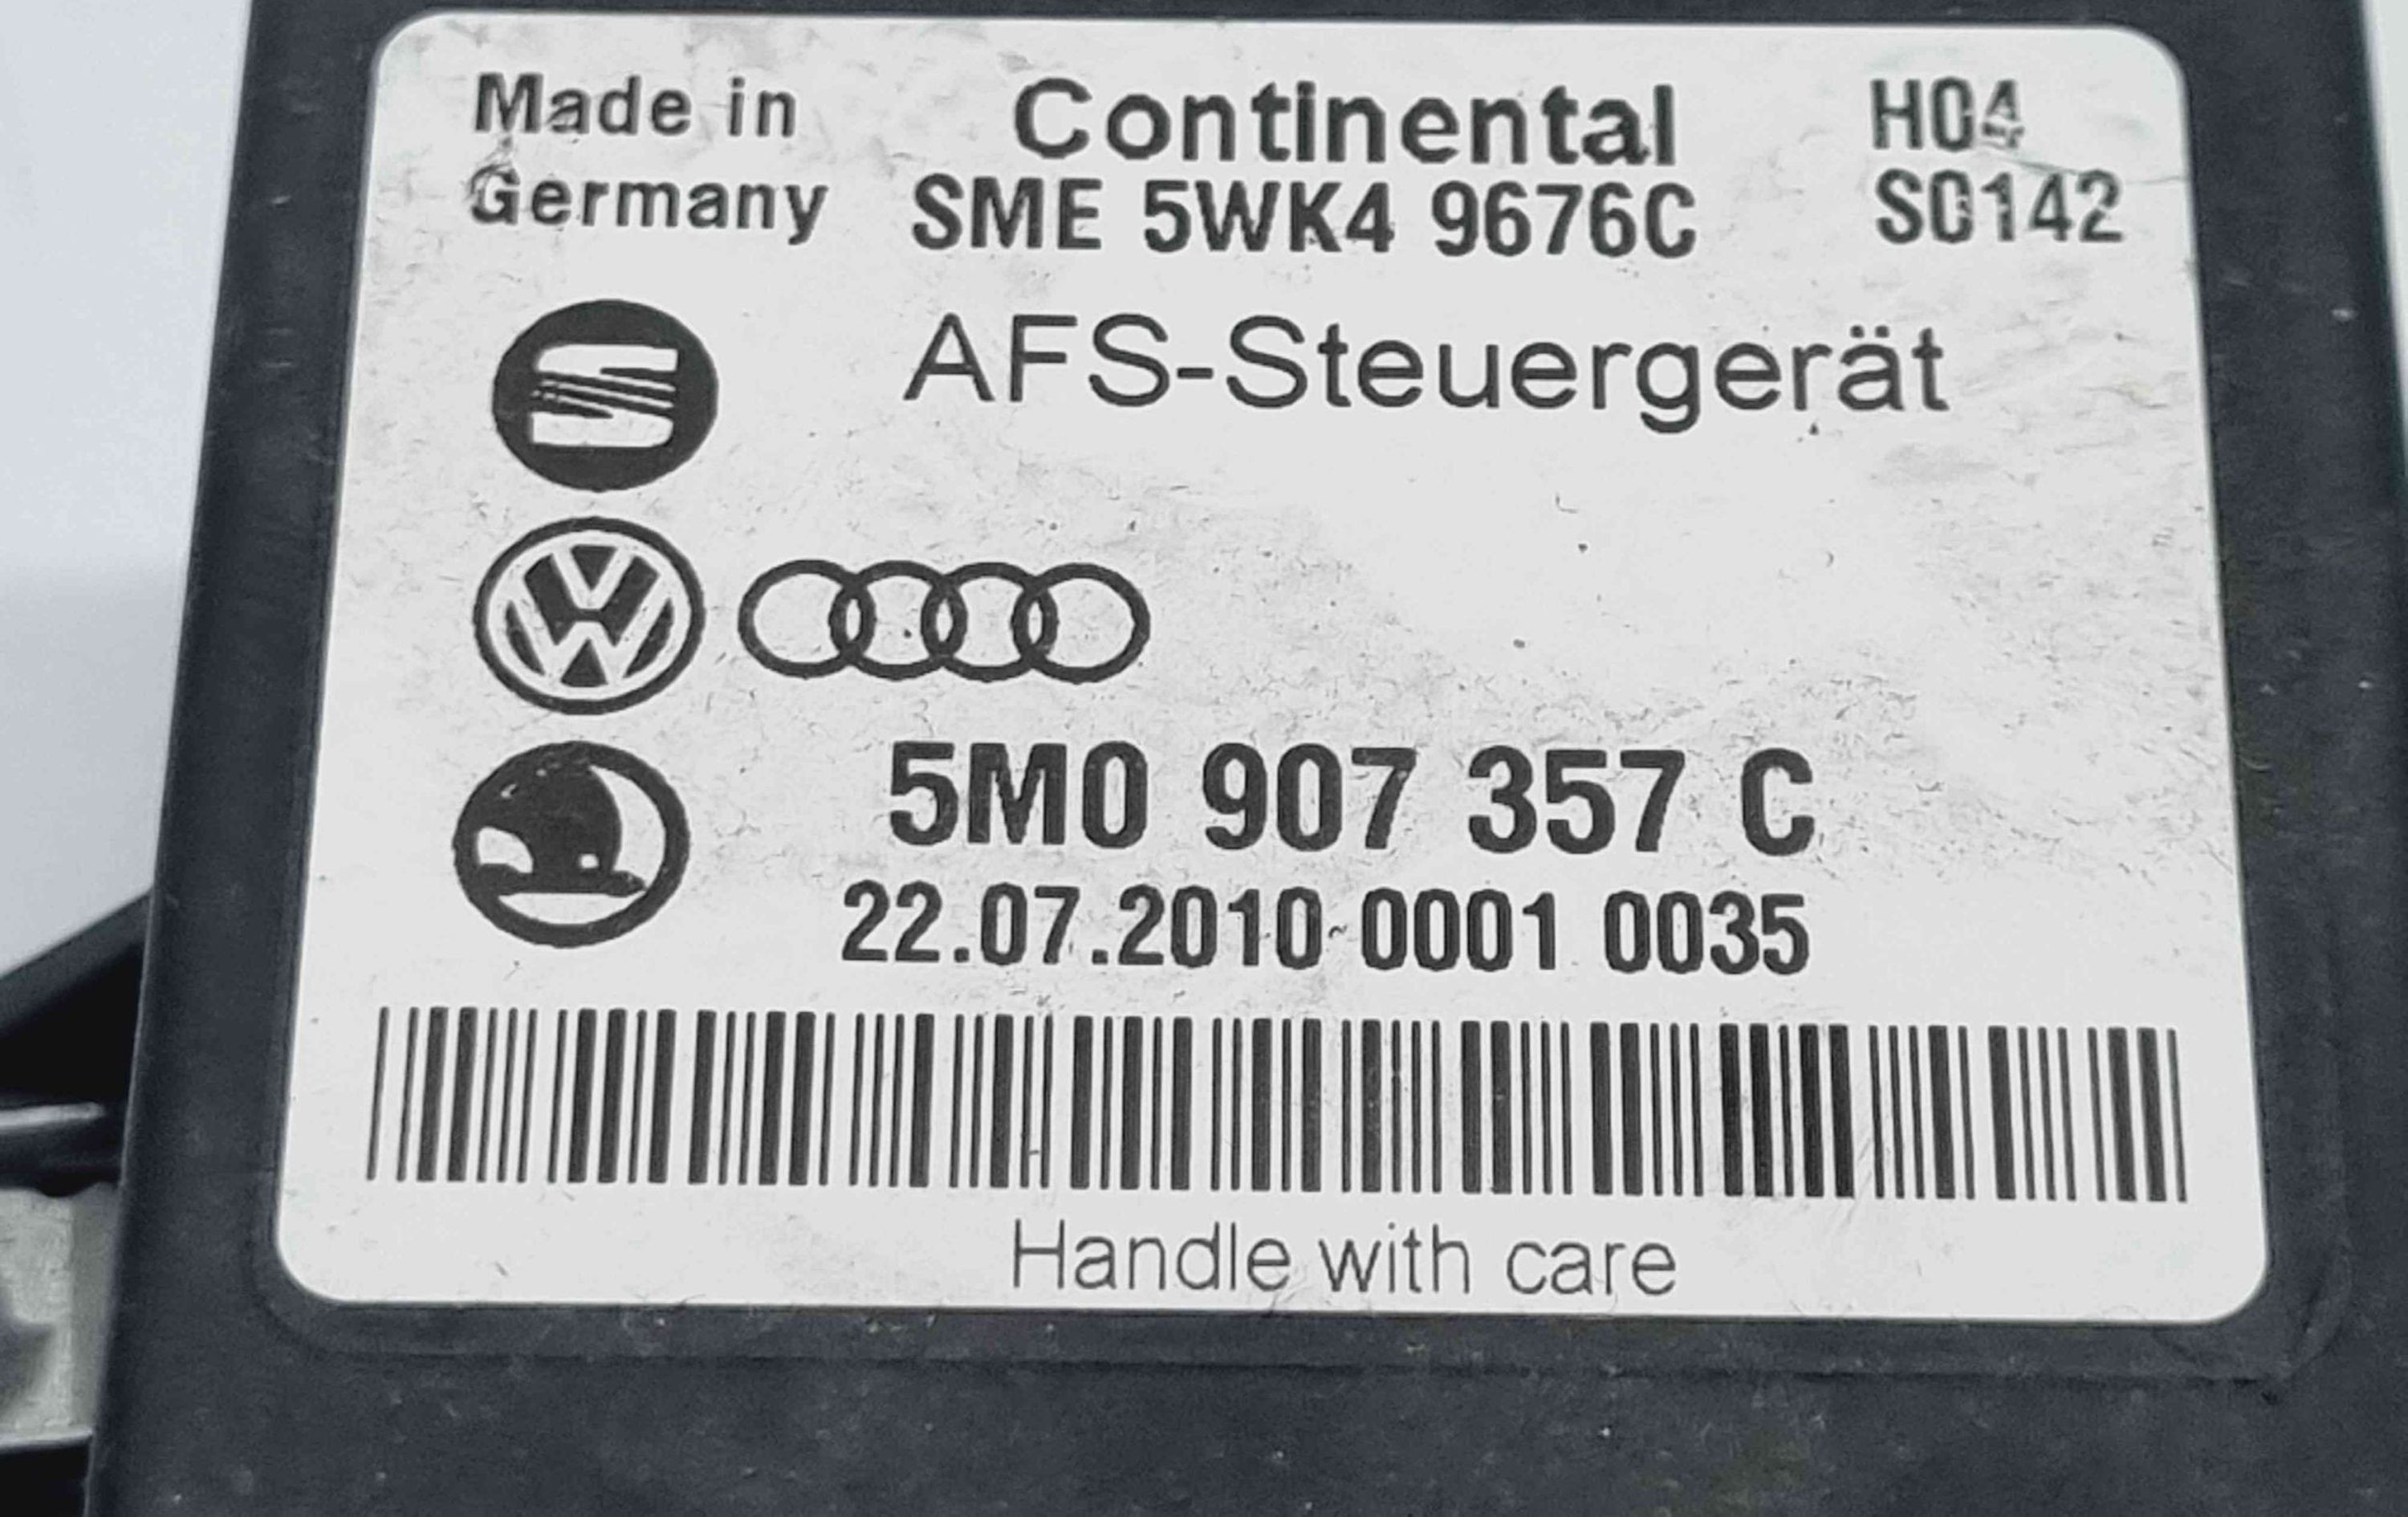 Made in
Germany
Continental
SME 5WK4 9676C
H04
S0142
AFS-Steuergerät
5M0 907 357 C
22.07.2010 0001 0035
Handle with care